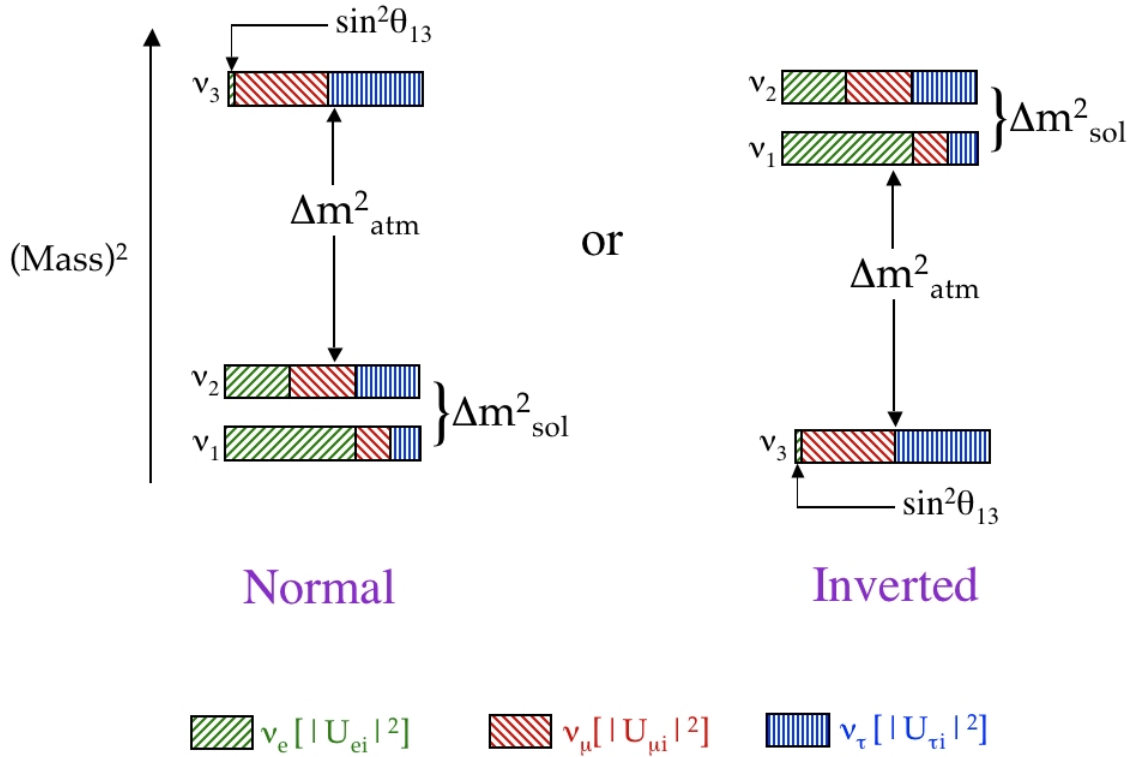 sin²θ₁₃
ν₃
Δm²atm
(Mass)²
ν₂
ν₁
Δm²sol
Normal
or
ν₂
ν₁
Δm²sol
Δm²atm
ν₃
sin²θ₁₃
Inverted
νe [|Uei|²]
νμ[|Uμi|²]
ντ [|Uτi|²]